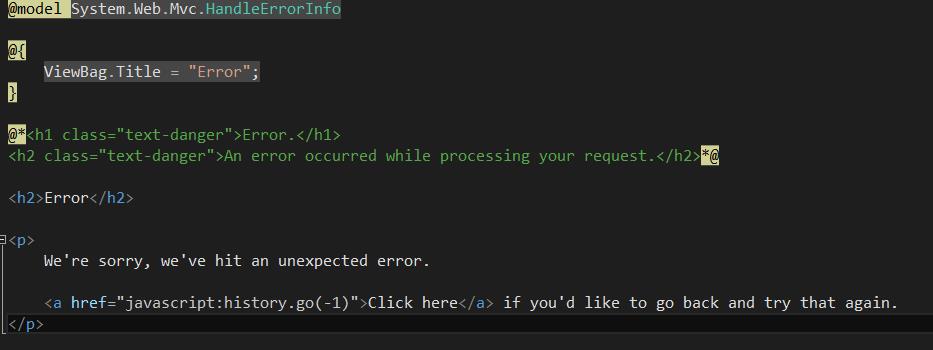 @model System.Web.Mvc.HandleErrorInfo
@{
ViewBag.Title = "Error";
}
@*<h1 class="text-danger">Error.</h1>
<h2 class="text-danger">An error occurred while processing your request.</h2>*@
<h2>Error</h2>
<p>
We're sorry, we've hit an unexpected error.
<a href="javascript:history.go(-1)">Click here</a> if you'd like to go back and try that again.
</p>